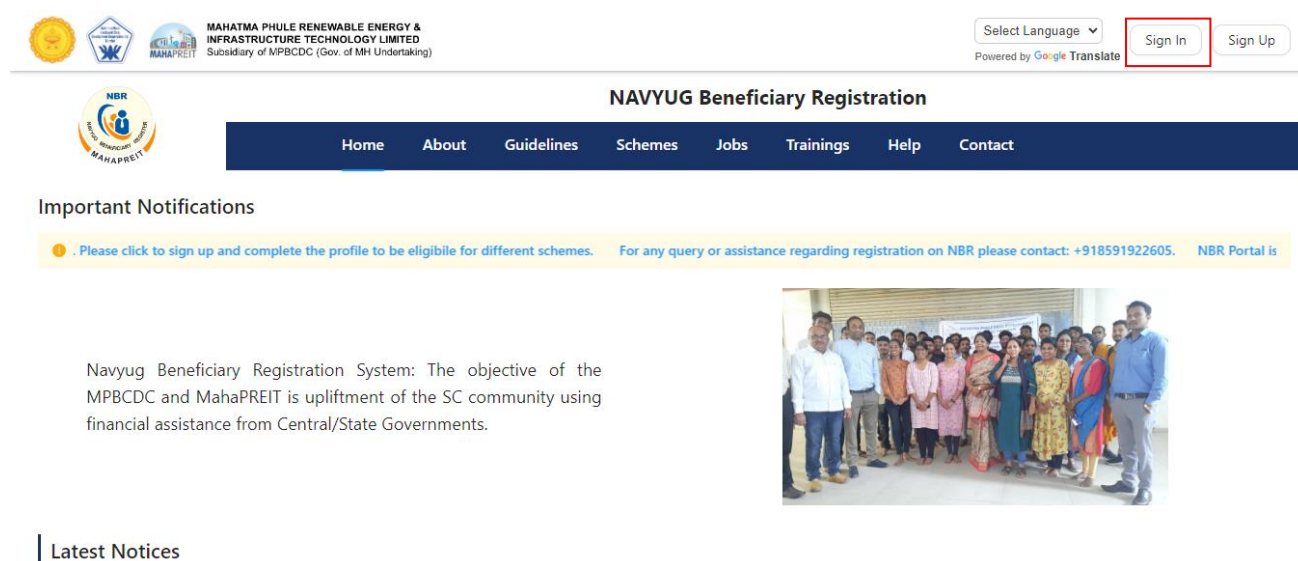 MAHATMA PHULE RENEWABLE ENERGY &
INFRASTRUCTURE TECHNOLOGY LIMITED
Subsidiary of MPBCDC (Gov. of MH Undertaking)
MAHAPREIT
Select Language
Powered by Google Translate
Sign In
Sign Up
NBR
NAVYUG BENEFICIARY REGISTER
MAHAPREIT
NAVYUG Beneficiary Registration
Home About Guidelines Schemes Jobs Trainings Help Contact
Important Notifications
. Please click to sign up and complete the profile to be eligibile for different schemes. For any query or assistance regarding registration on NBR please contact: +918591922605. NBR Portal is
Navyug Beneficiary Registration System: The objective of the
MPBCDC and MahaPREIT is upliftment of the SC community using
financial assistance from Central/State Governments.
Latest Notices